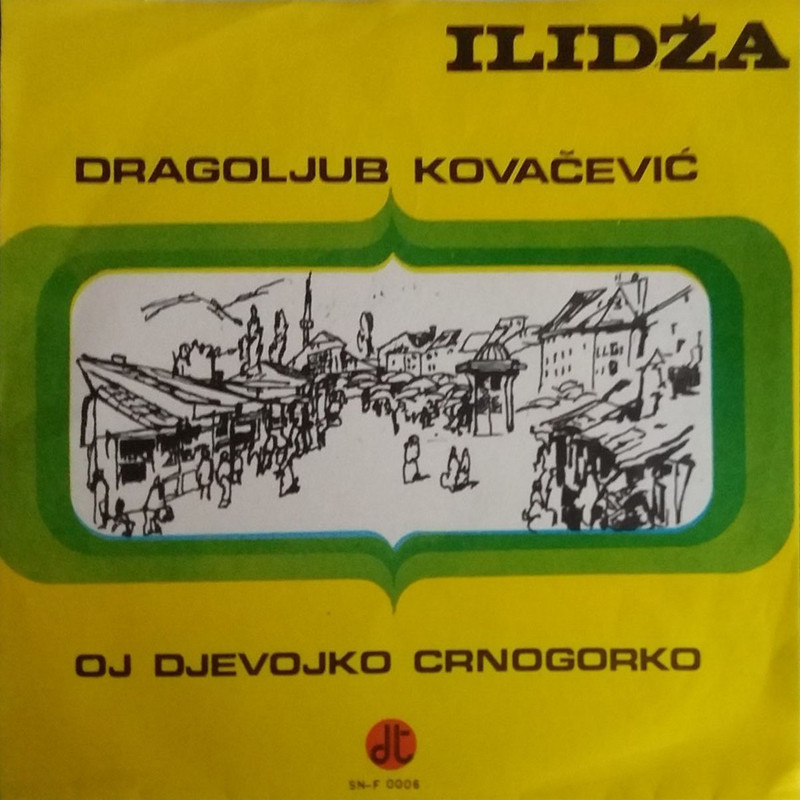 ILIDŽA
DRAGOLJUB KOVAČEVIĆ
OJ DJEVOJKO CRNOGORKO
dt
SN-F 0006